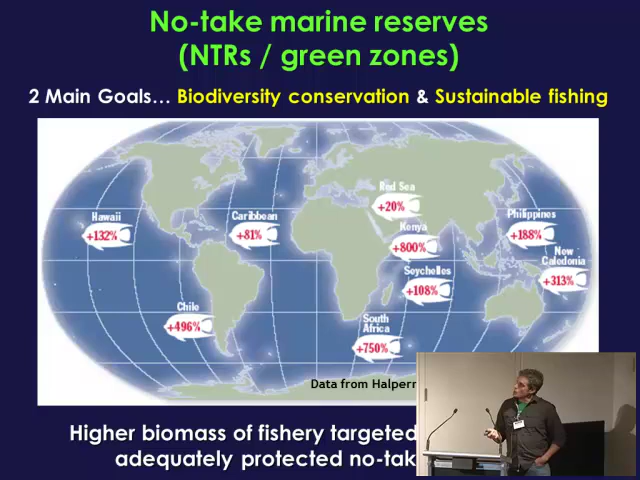 No-take marine reserves
(NTRs / green zones)
2 Main Goals… Biodiversity conservation & Sustainable fishing
Red Sea
+20%
Hawaii
+132%
Caribbean
+81%
Kenya
+800%
Philippines
+188%
New
Caledonia
+313%
Seychelles
+108%
Chile
+496%
South
Africa
+750%
Data from Halpern
Higher biomass of fishery targeted
adequately protected